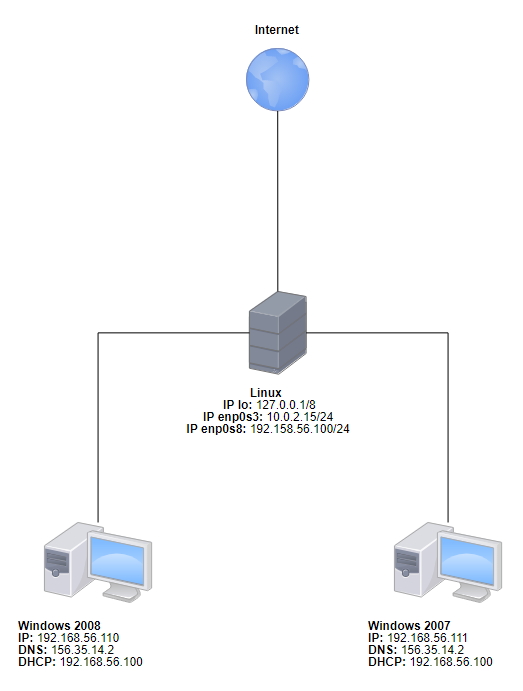 Internet
Linux
IP lo: 127.0.0.1/8
IP enp0s3: 10.0.2.15/24
IP enp0s8: 192.158.56.100/24
Windows 2008
IP: 192.168.56.110
DNS: 156.35.14.2
DHCP: 192.168.56.100
Windows 2007
IP: 192.168.56.111
DNS: 156.35.14.2
DHCP: 192.168.56.100